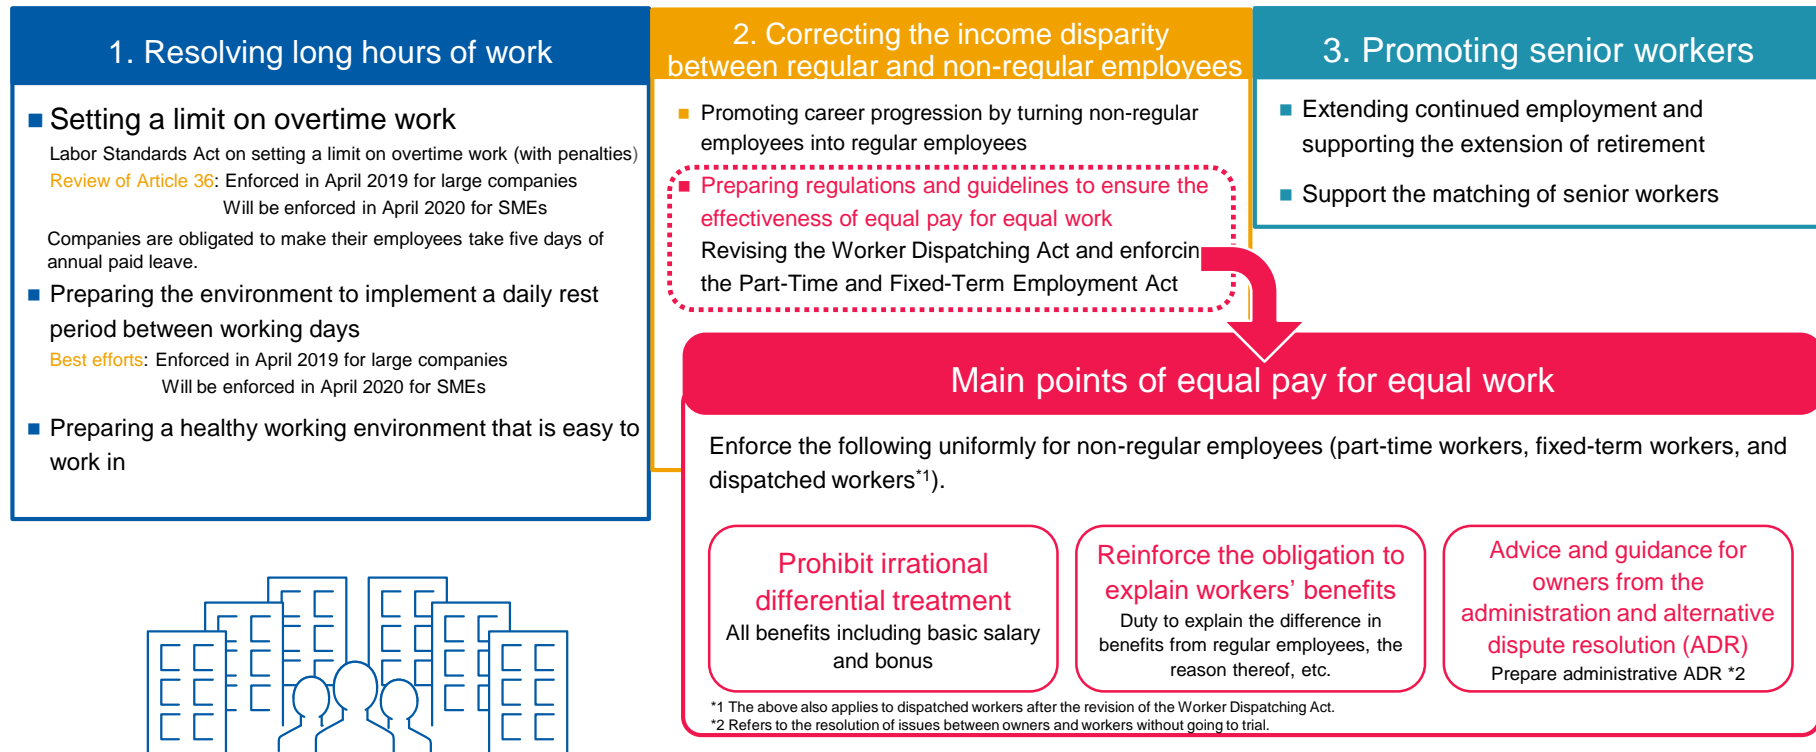 1. Resolving long hours of work
■ Setting a limit on overtime work
Labor Standards Act on setting a limit on overtime work (with penalties)
Review of Article 36: Enforced in April 2019 for large companies
Will be enforced in April 2020 for SMEs
Companies are obligated to make their employees take five days of
annual paid leave.
■ Preparing the environment to implement a daily rest
period between working days
Best efforts: Enforced in April 2019 for large companies
Will be enforced in April 2020 for SMEs
■ Preparing a healthy working environment that is easy to
work in
2. Correcting the income disparity
between regular and non-regular employees
■ Promoting career progression by turning non-regular
employees into regular employees
■ Preparing regulations and guidelines to ensure the
effectiveness of equal pay for equal work
Revising the Worker Dispatching Act and enforcin
the Part-Time and Fixed-Term Employment Act
3. Promoting senior workers
■ Extending continued employment and
supporting the extension of retirement
■ Support the matching of senior workers
Main points of equal pay for equal work
Enforce the following uniformly for non-regular employees (part-time workers, fixed-term workers, and
dispatched workers*1).
Prohibit irrational
differential treatment
All benefits including basic salary
and bonus
Reinforce the obligation to
explain workers’ benefits
Duty to explain the difference in
benefits from regular employees, the
reason thereof, etc.
Advice and guidance for
owners from the
administration and alternative
dispute resolution (ADR)
Prepare administrative ADR *2
*1 The above also applies to dispatched workers after the revision of the Worker Dispatching Act.
*2 Refers to the resolution of issues between owners and workers without going to trial.